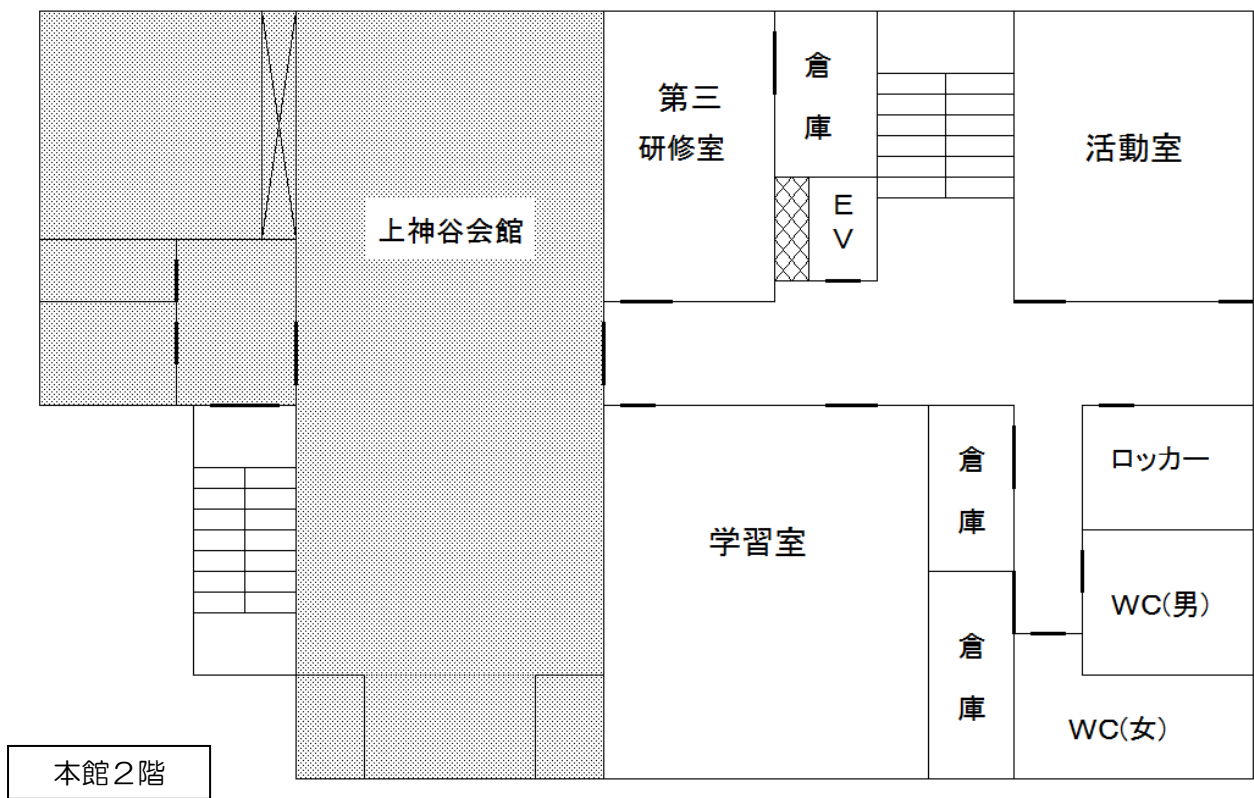 第三
研修室
倉
庫
EV
活動室
上神谷会館
学習室
倉
庫
ロッカー
WC(男)
倉
庫
WC(女)
本館2階